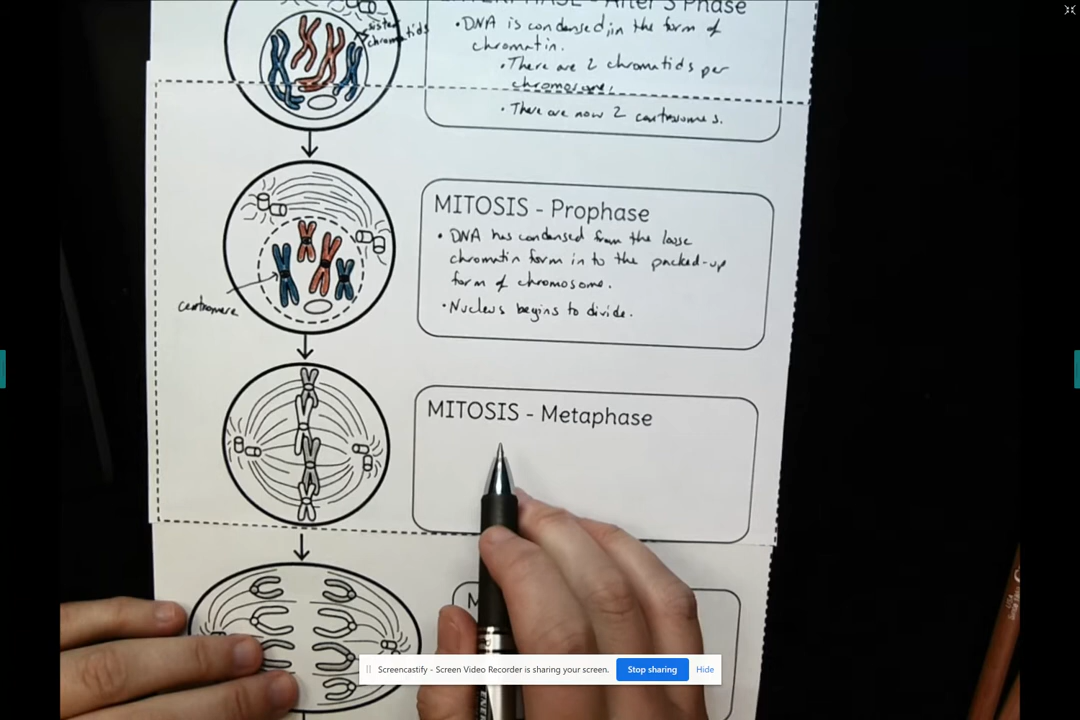 After S Phase
• DNA is condensed, in the form of
chromatin.
• There are 2 chromatids per
chromosome.
• There are now 2 centrosomes.
sister
chromatids
MITOSIS - Prophase
• DNA has condensed from the loose
chromatin form in to the packed-up
form of chromosome.
• Nucleus begins to divide.
centromere
MITOSIS - Metaphase
M
Screencastify - Screen Video Recorder is sharing your screen.
Stop sharing
Hide